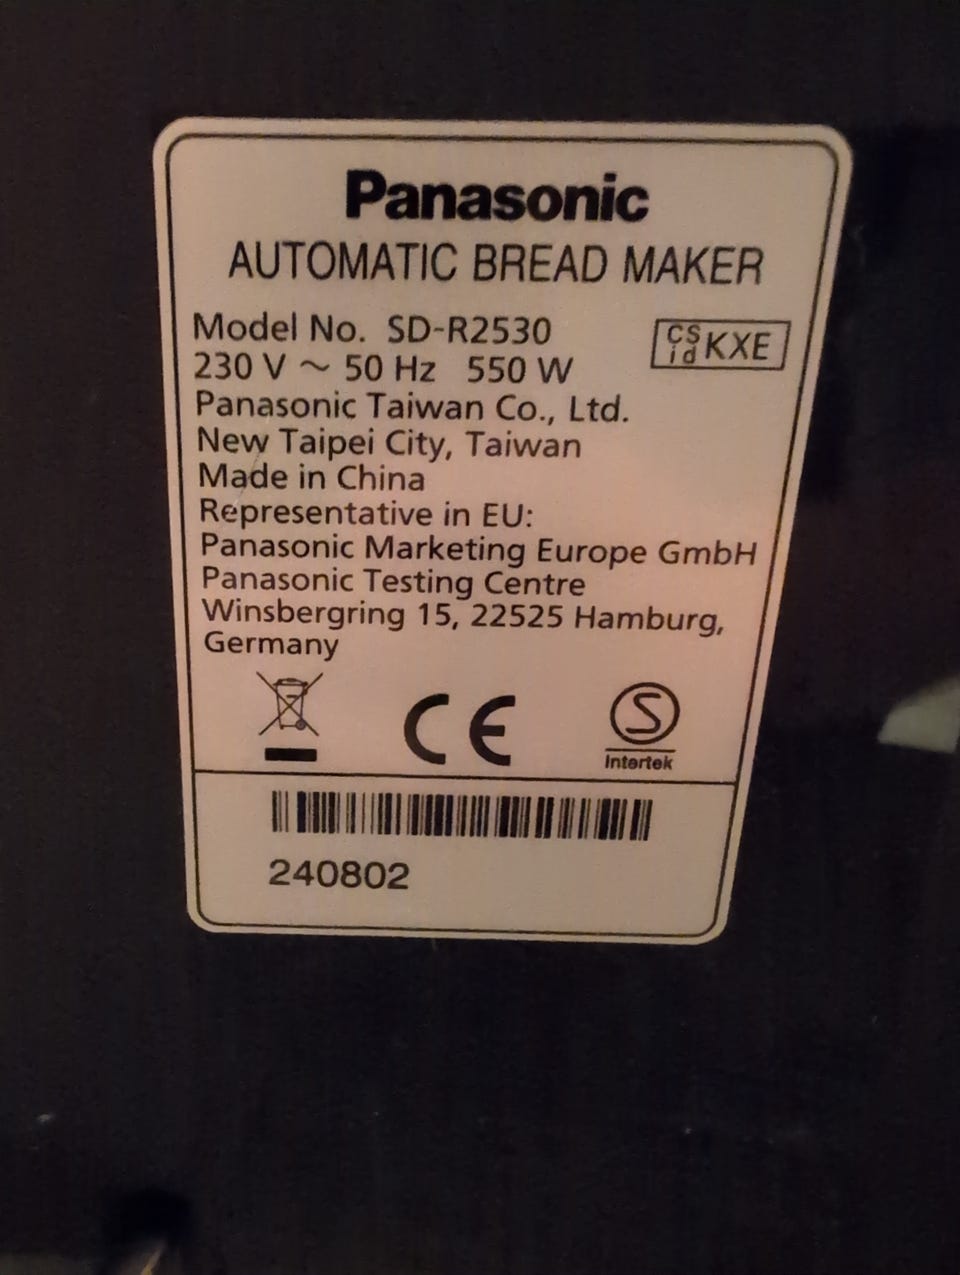 Panasonic
AUTOMATIC BREAD MAKER
Model No. SD-R2530
CS id KXE
230 V ~ 50 Hz 550 W
Panasonic Taiwan Co., Ltd.
New Taipei City, Taiwan
Made in China
Representative in EU:
Panasonic Marketing Europe GmbH
Panasonic Testing Centre
Winsbergring 15, 22525 Hamburg,
Germany
CE
S
Intertek
240802